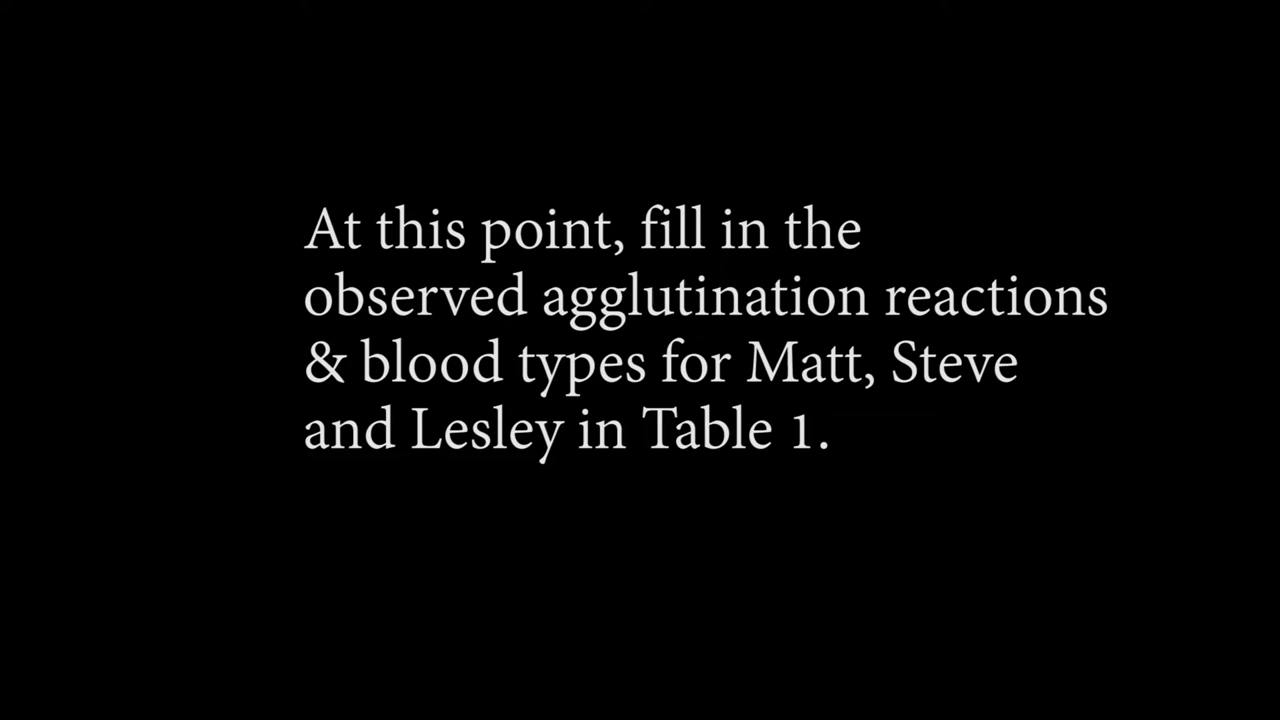 At this point, fill in the
observed agglutination reactions
& blood types for Matt, Steve
and Lesley in Table 1.